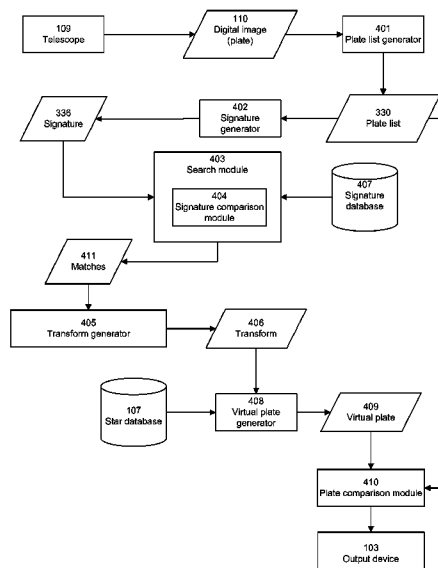 109
Telescope
110
Digital image
(plate)
401
Plate list generator
336
Signature
402
Signature
generator
330
Plate list
403
Search module
404
Signature comparison
module
407
Signature
database
411
Matches
405
Transform generator
406
Transform
107
Star database
408
Virtual plate
generator
409
Virtual plate
410
Plate comparison module
103
Output device